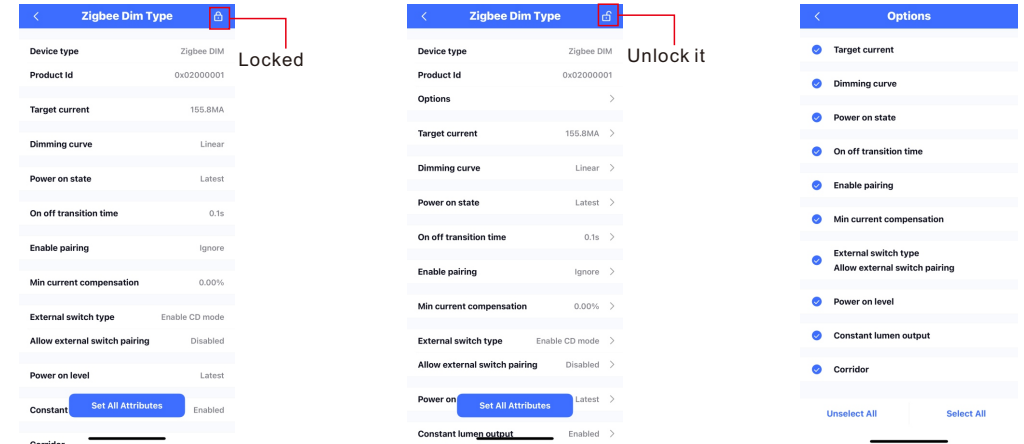 Zigbee Dim Type
Locked
Device type Zigbee DIM
Product Id 0x02000001
Target current 155.8MA
Dimming curve Linear
Power on state Latest
On off transition time 0.1s
Enable pairing Ignore
Min current compensation 0.00%
External switch type Enable CD mode
Allow external switch pairing Disabled
Power on level Latest
Constant Enabled
Set All Attributes
Zigbee Dim Type
Unlock it
Device type Zigbee DIM
Product Id 0x02000001
Options
Target current 155.8MA
Dimming curve Linear
Power on state Latest
On off transition time 0.1s
Enable pairing Ignore
Min current compensation 0.00%
External switch type Enable CD mode
Allow external switch pairing Disabled
Power on Latest
Set All Attributes
Constant lumen output Enabled
Options
Target current
Dimming curve
Power on state
On off transition time
Enable pairing
Min current compensation
External switch type
Allow external switch pairing
Power on level
Constant lumen output
Corridor
Unselect All Select All